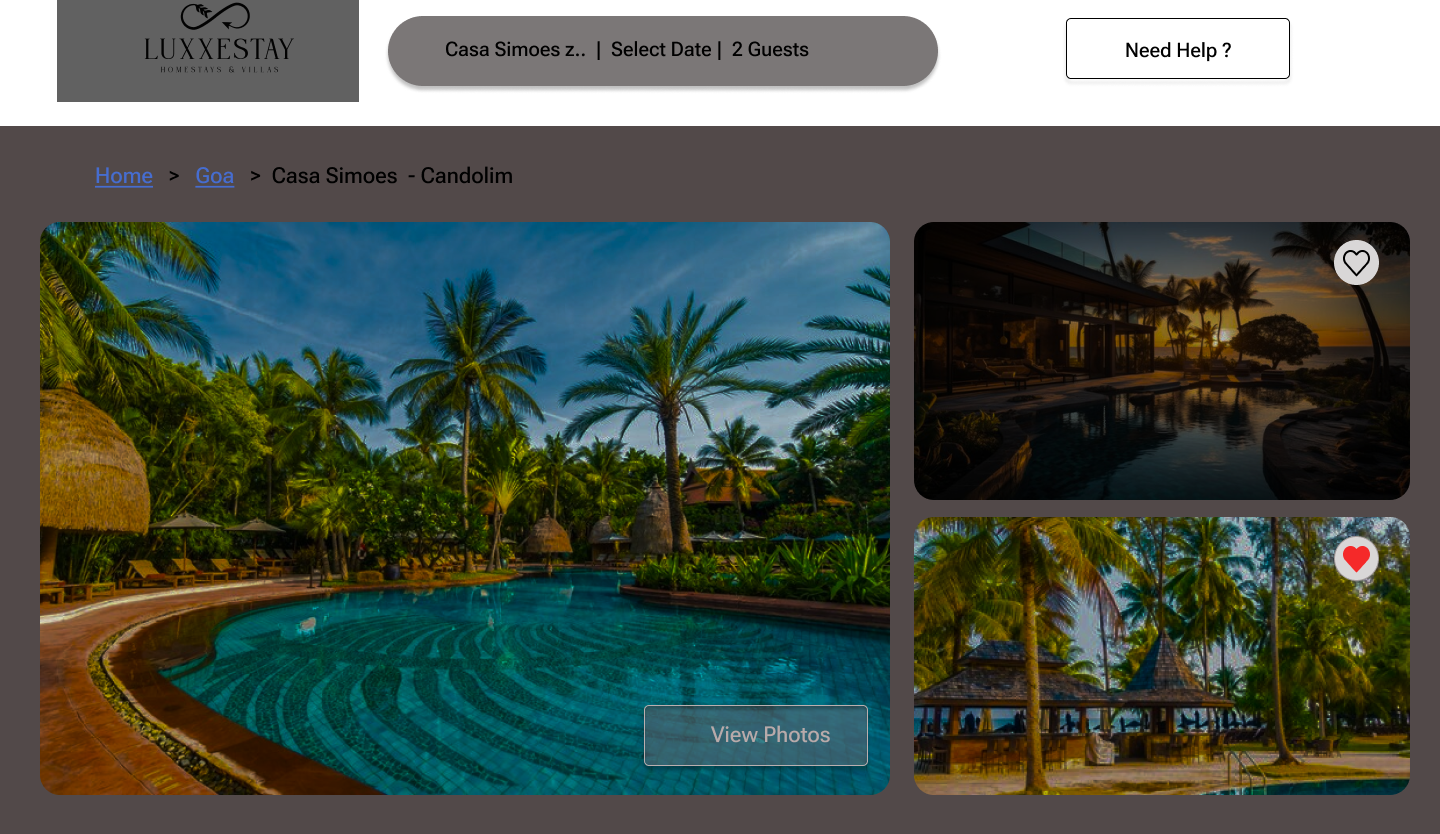 LUXXESTAY
HOMESTAYS & VILLAS
Casa Simoes z.. | Select Date | 2 Guests
Need Help ?
Home > Goa > Casa Simoes - Candolim
View Photos